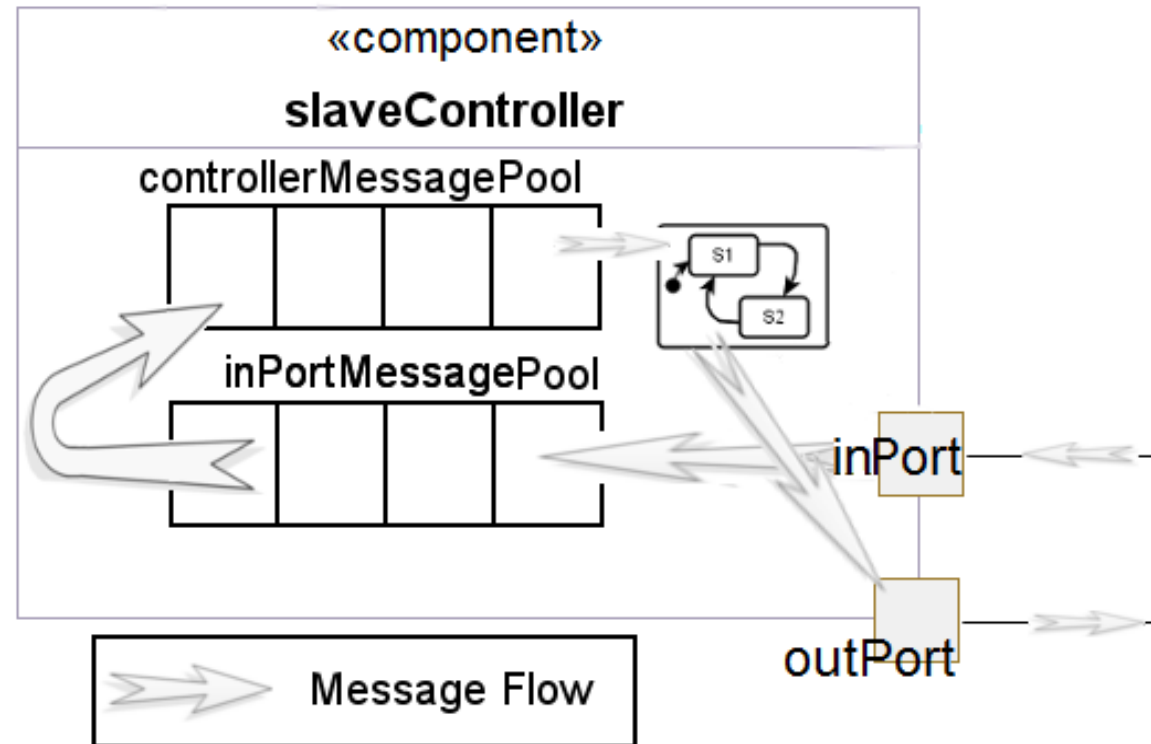 «component»
slaveController
controllerMessagePool
S1
S2
inPortMessagePool
inPort
outPort
Message Flow